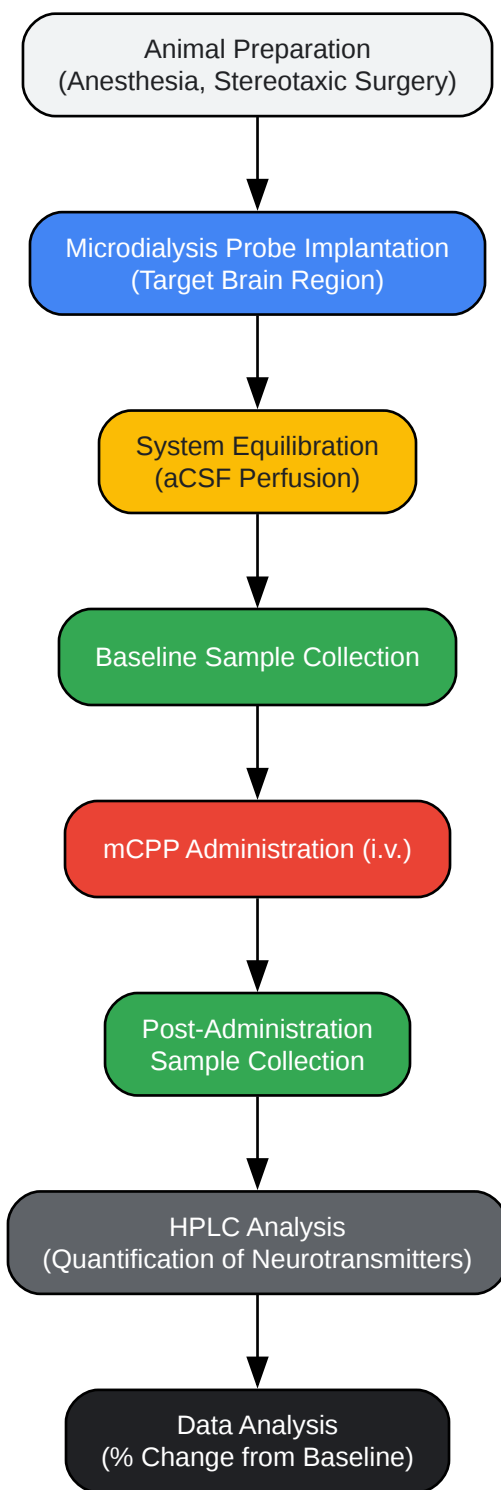 Animal Preparation
(Anesthesia, Stereotaxic Surgery)
Microdialysis Probe Implantation
(Target Brain Region)
System Equilibration
(aCSF Perfusion)
Baseline Sample Collection
mCPP Administration (i.v.)
Post-Administration
Sample Collection
HPLC Analysis
(Quantification of Neurotransmitters)
Data Analysis
(% Change from Baseline)